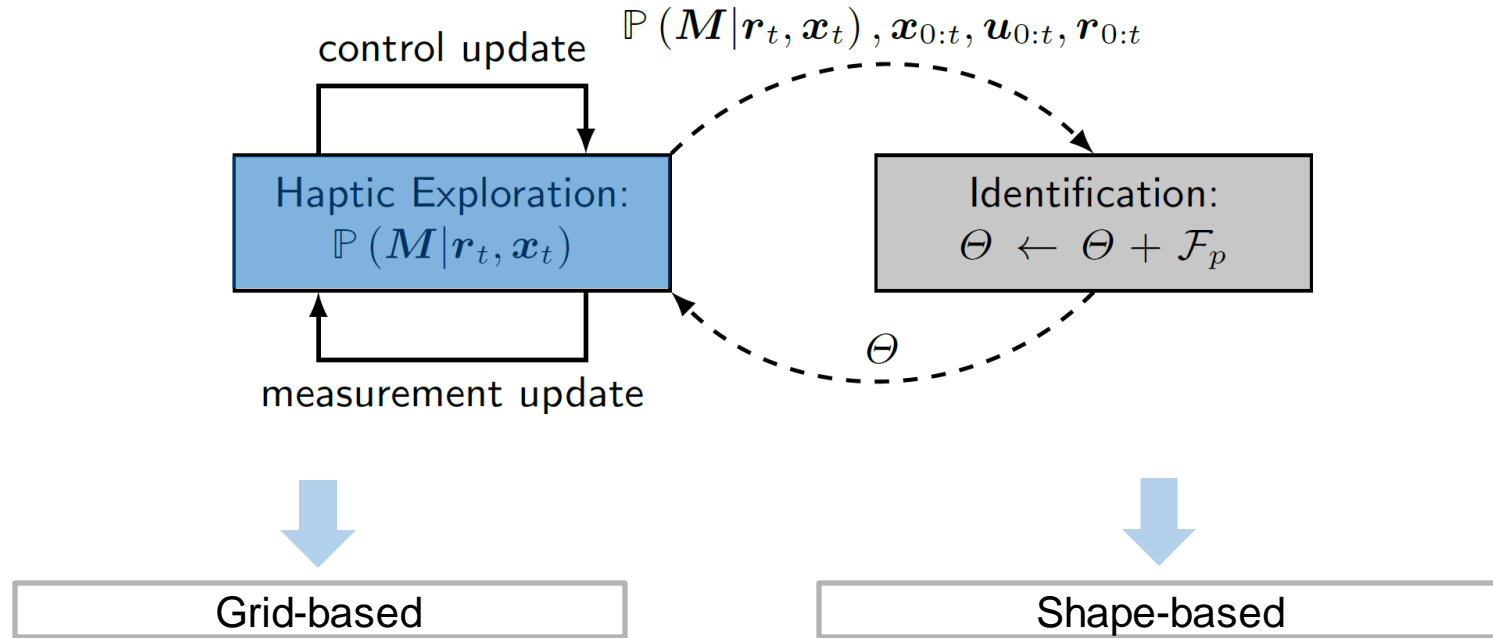 ℙ (M|r_t, x_t) , x_{0:t}, u_{0:t}, r_{0:t}
control update
Haptic Exploration:
ℙ (M|r_t, x_t)
Identification:
Θ ← Θ + ℱ_p
Θ
measurement update
Grid-based
Shape-based